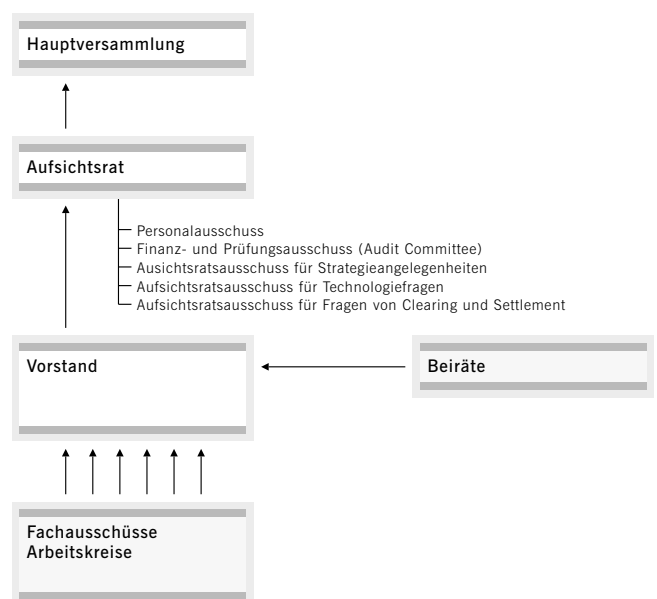 Hauptversammlung
Aufsichtsrat
Personalausschuss
Finanz- und Prüfungsausschuss (Audit Committee)
Ausichtsratsausschuss für Strategieangelegenheiten
Aufsichtsratsausschuss für Technologiefragen
Aufsichtsratsausschuss für Fragen von Clearing und Settlement
Vorstand
Beiräte
Fachausschüsse
Arbeitskreise